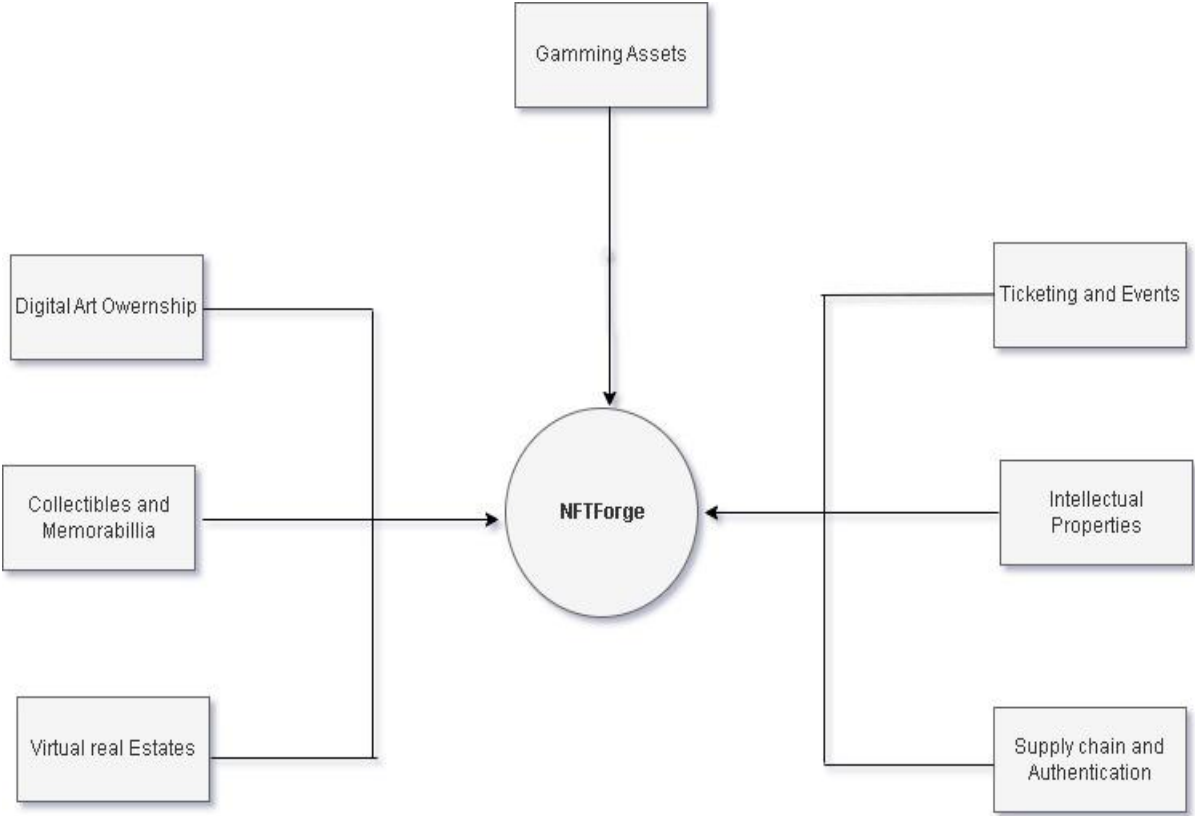 Gamming Assets
Digital Art Owernship
Ticketing and Events
Collectibles and
Memorabillia
NFTForge
Intellectual
Properties
Virtual real Estates
Supply chain and
Authentication